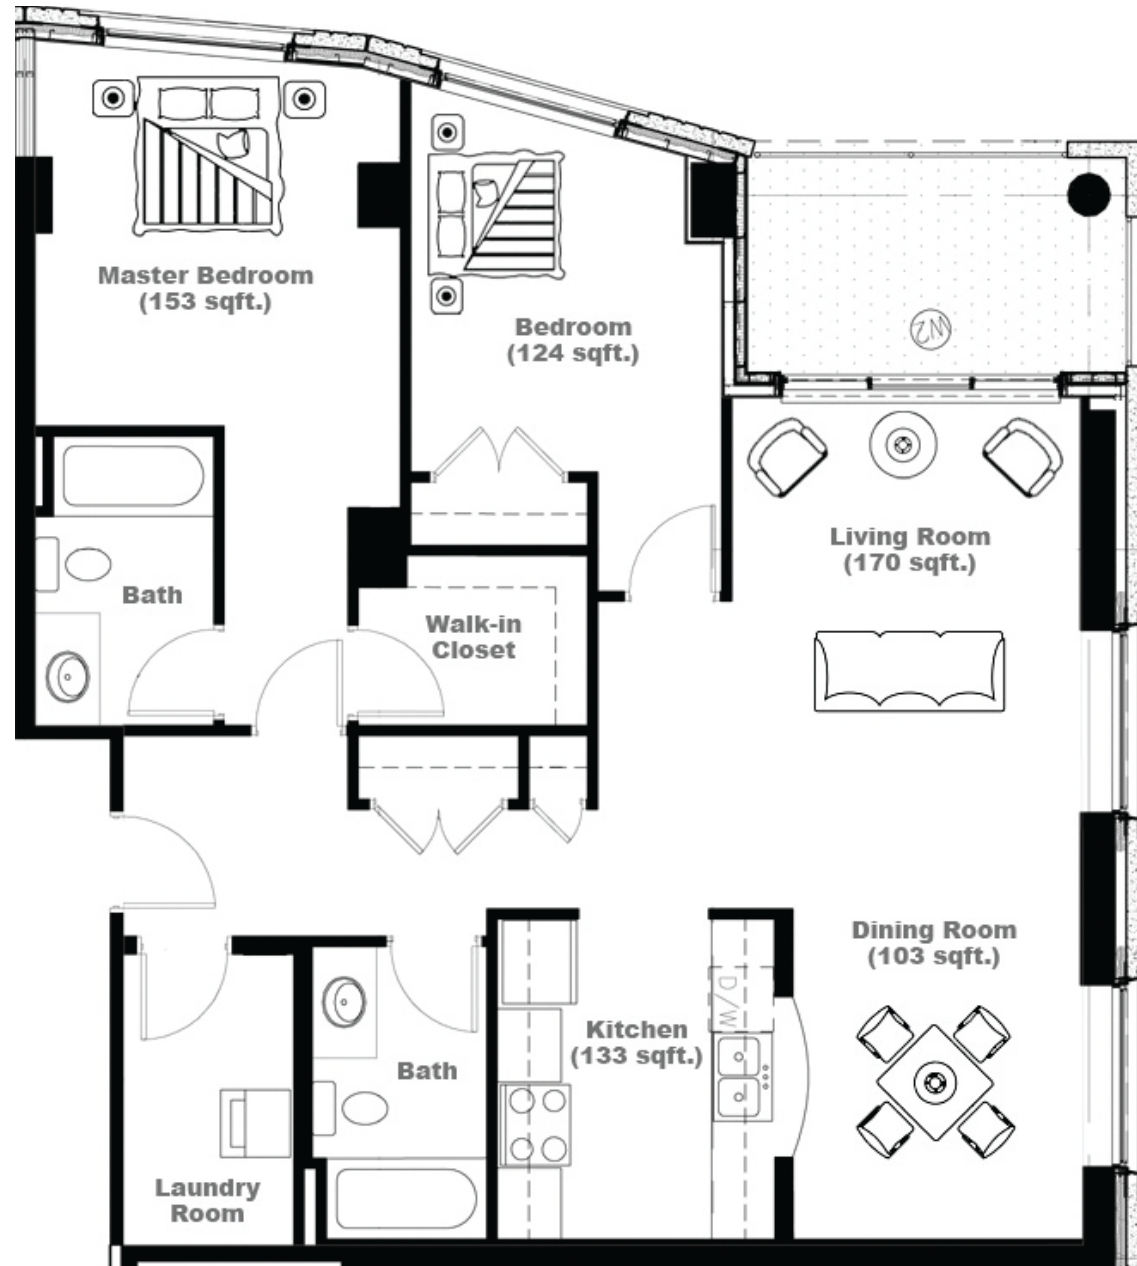 Master Bedroom
(153 sqft.)
Bedroom
(124 sqft.)
W2
Living Room
(170 sqft.)
Bath
Walk-in
Closet
Dining Room
(103 sqft.)
D/W
Kitchen
(133 sqft.)
Bath
Laundry
Room